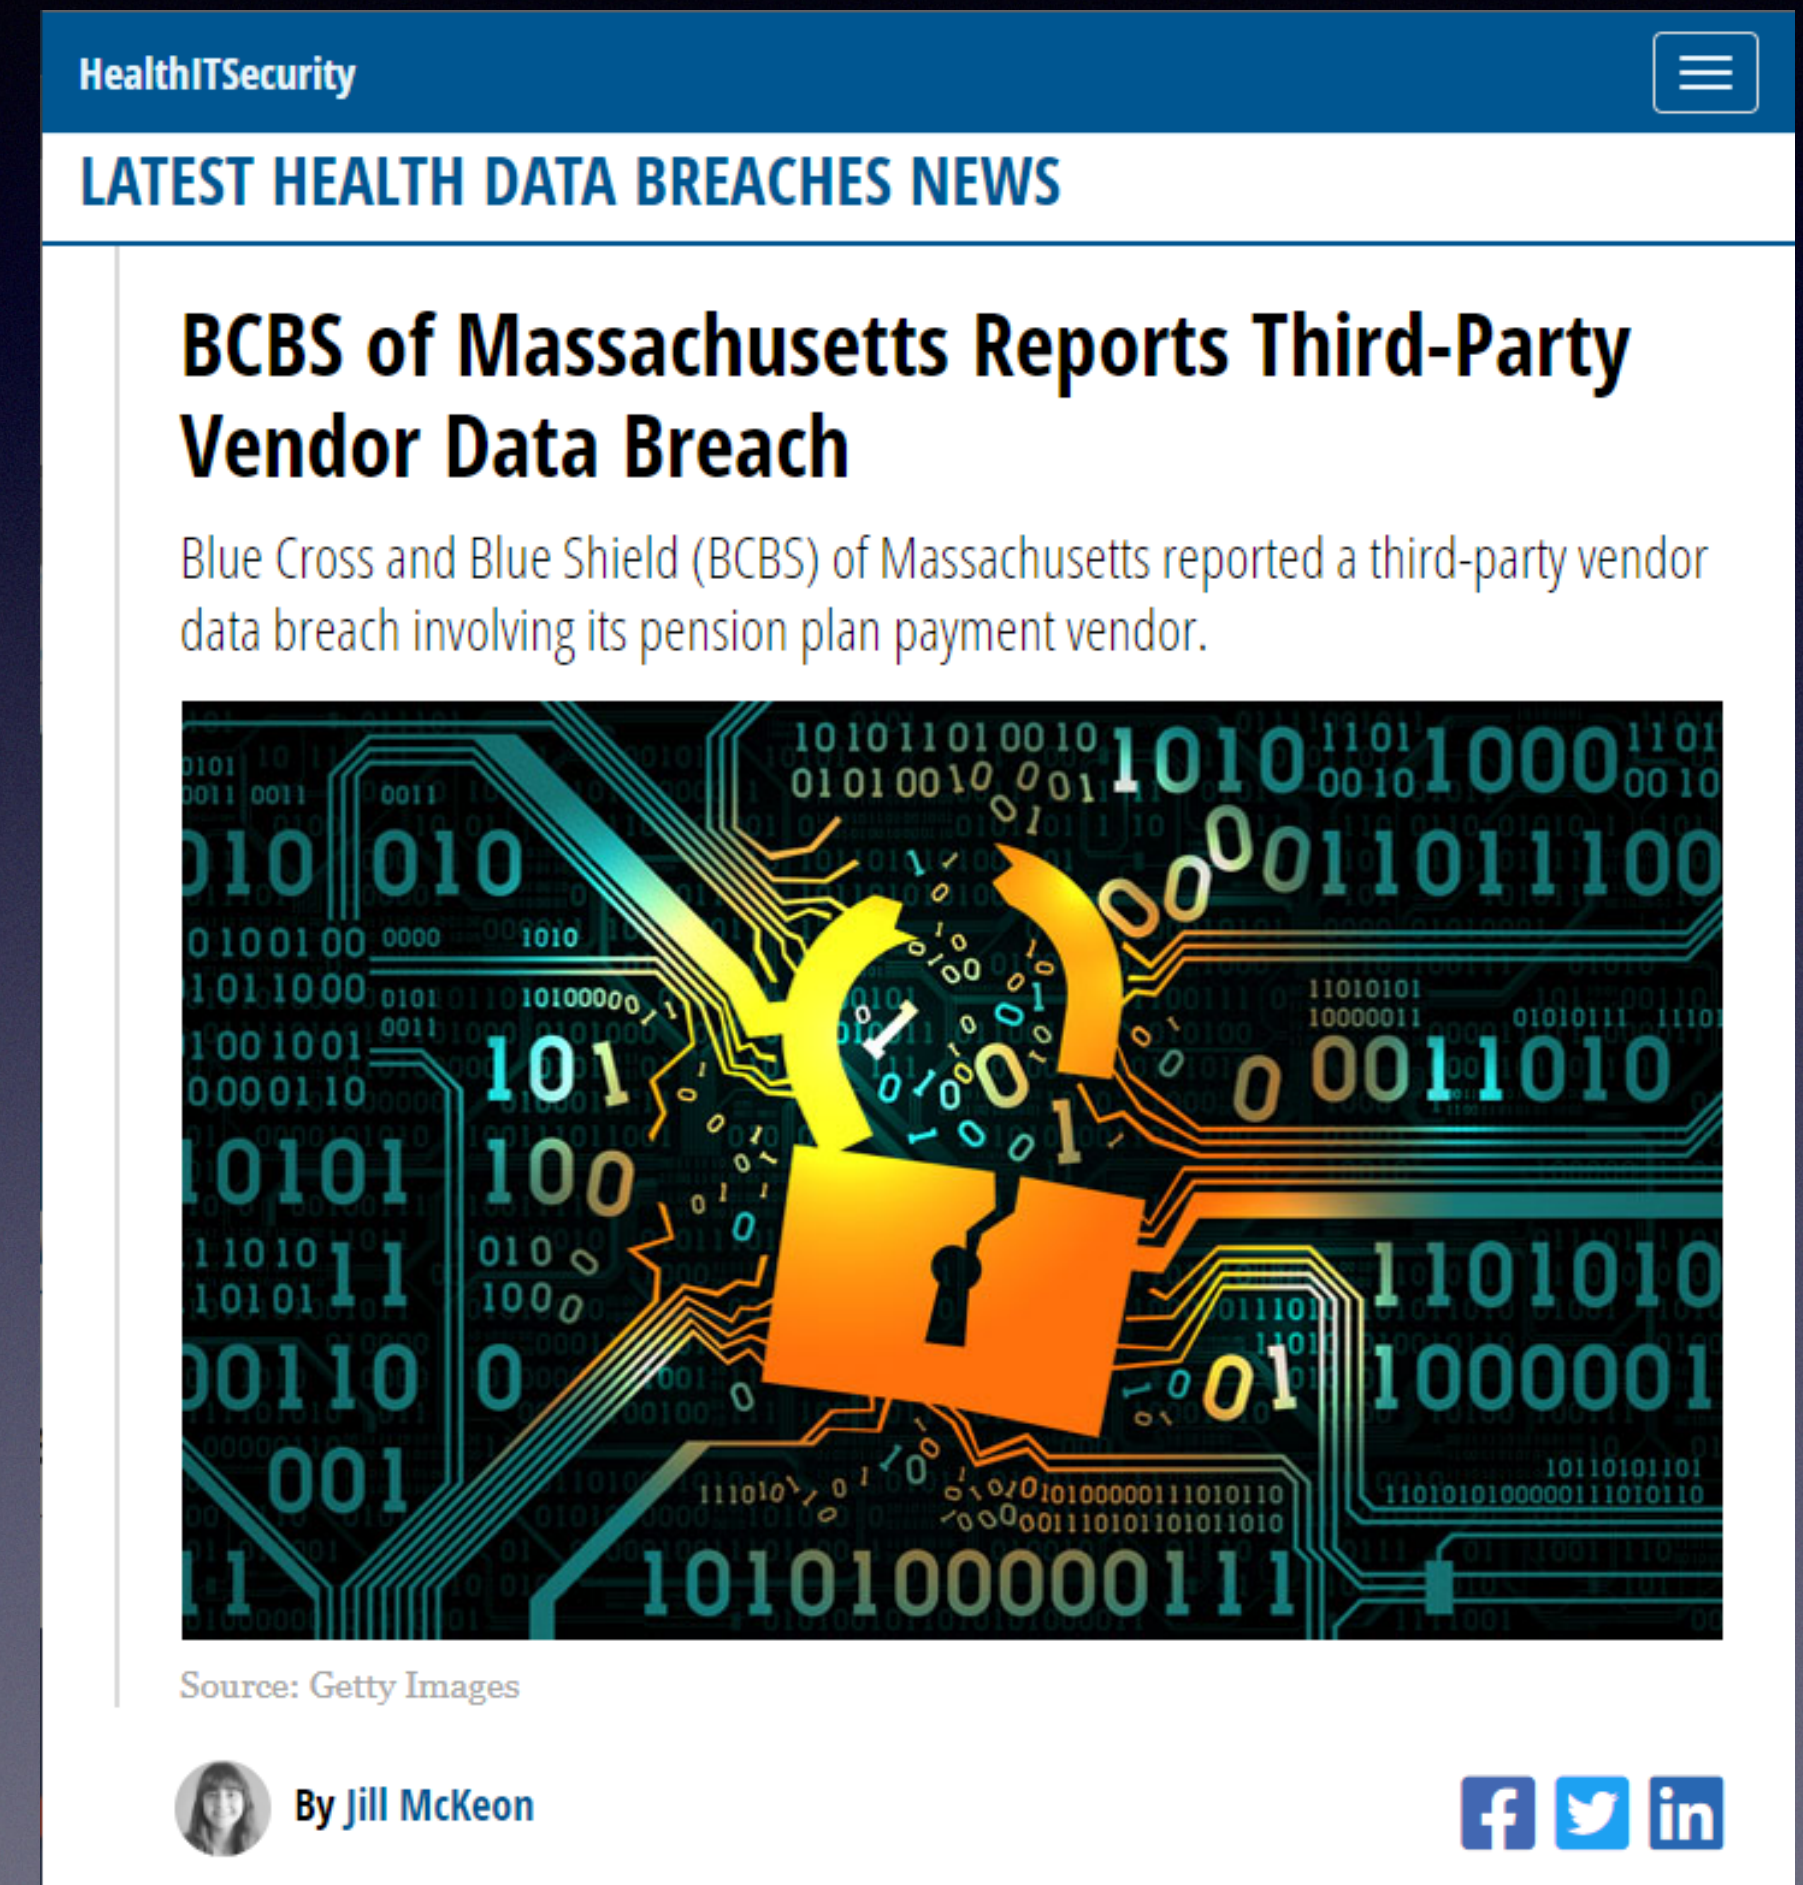 HealthITSecurity
LATEST HEALTH DATA BREACHES NEWS
BCBS of Massachusetts Reports Third-Party
Vendor Data Breach
Blue Cross and Blue Shield (BCBS) of Massachusetts reported a third-party vendor
data breach involving its pension plan payment vendor.
Source: Getty Images
By Jill McKeon